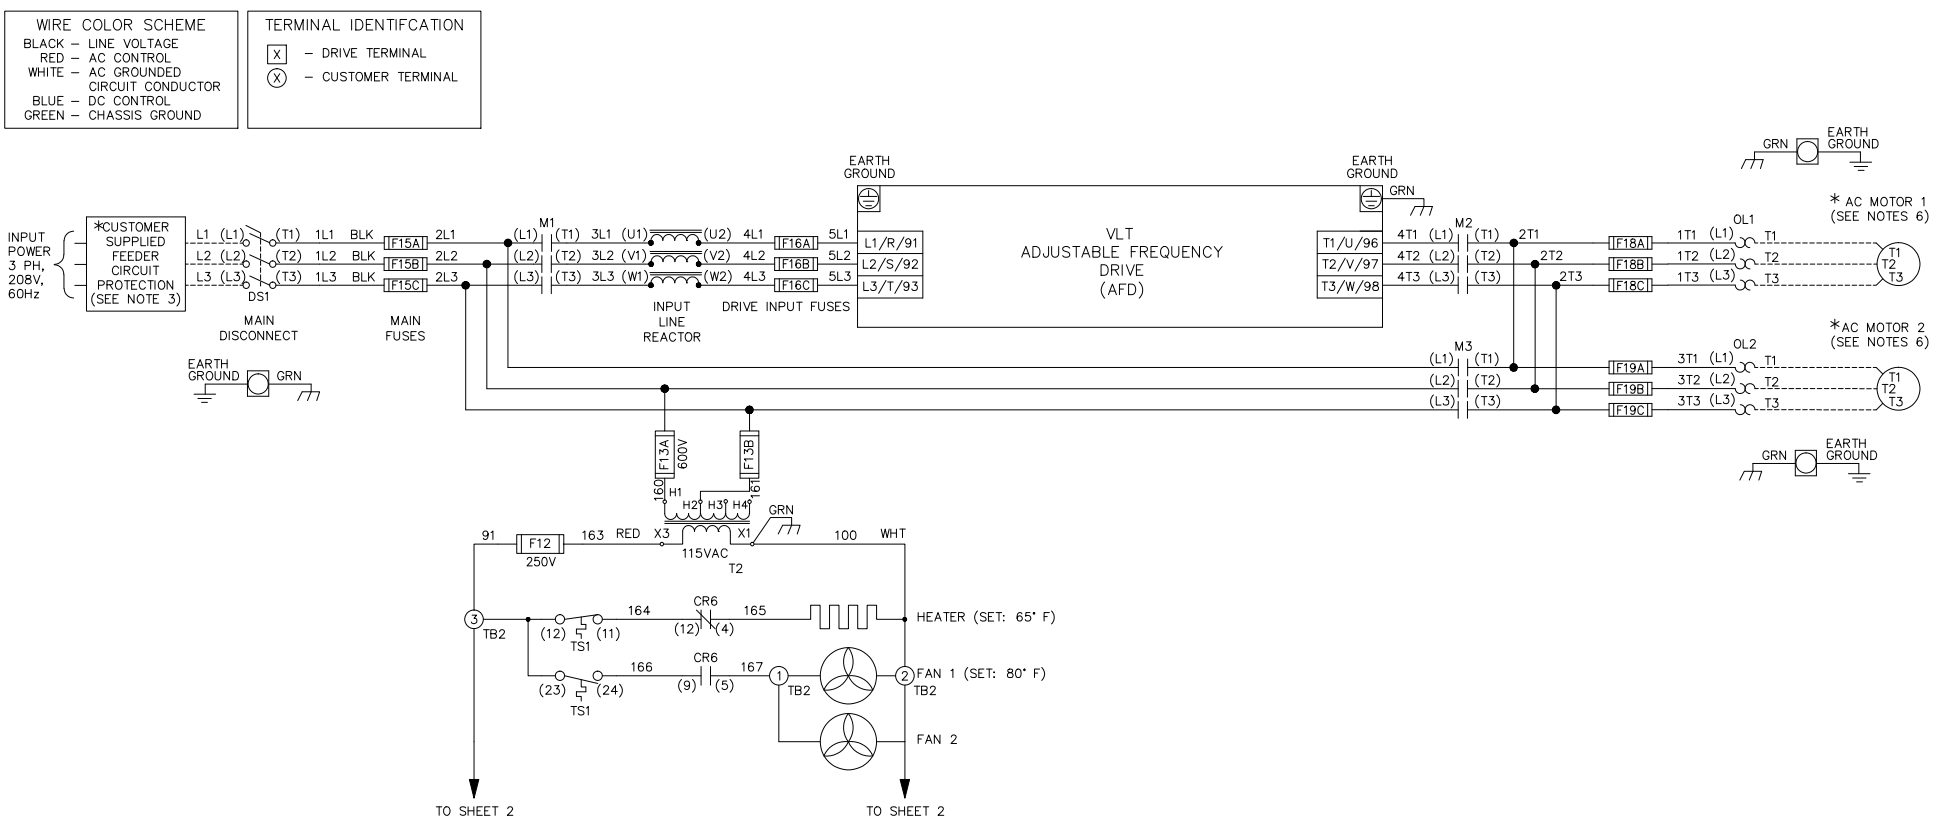 WIRE COLOR SCHEME
BLACK – LINE VOLTAGE
RED – AC CONTROL
WHITE – AC GROUNDED
CIRCUIT CONDUCTOR
BLUE – DC CONTROL
GREEN – CHASSIS GROUND
TERMINAL IDENTIFCATION
X – DRIVE TERMINAL
X – CUSTOMER TERMINAL
INPUT
POWER
3 PH,
208V,
60Hz
*CUSTOMER
SUPPLIED
FEEDER
CIRCUIT
PROTECTION
(SEE NOTE 3)
L1 (L1) (T1) 1L1 BLK F15A 2L1 (L1) M1 (T1) 3L1 (U1) (U2) 4L1 F16A 5L1 L1/R/91
L2 (L2) (T2) 1L2 BLK F15B 2L2 (L2) (T2) 3L2 (V1) (V2) 4L2 F16B 5L2 L2/S/92
L3 (L3) (T3) 1L3 BLK F15C 2L3 (L3) (T3) 3L3 (W1) (W2) 4L3 F16C 5L3 L3/T/93
DS1
MAIN
DISCONNECT
MAIN
FUSES
INPUT
LINE
REACTOR
DRIVE INPUT FUSES
EARTH
GROUND
VLT
ADJUSTABLE FREQUENCY
DRIVE
(AFD)
EARTH
GROUND
GRN
T1/U/96 4T1 (L1) M2 (T1) 2T1 F18A 1T1 (L1) OL1 T1
T2/V/97 4T2 (L2) (T2) 2T2 F18B 1T2 (L2) T2
T3/W/98 4T3 (L3) (T3) 2T3 F18C 1T3 (L3) T3
T1
T2
T3
GRN
EARTH
GROUND
* AC MOTOR 1
(SEE NOTES 6)
*AC MOTOR 2
(SEE NOTES 6)
(L1) M3 (T1) F19A 3T1 (L1) OL2 T1
(L2) (T2) F19B 3T2 (L2) T2
(L3) (T3) F19C 3T3 (L3) T3
T1
T2
T3
GRN
EARTH
GROUND
EARTH
GROUND
GRN
F13A
600V
F13B
160
161
H1
H2 H3 H4
GRN
X3 X1
115VAC
T2
91 F12 163 RED
250V
100 WHT
3
TB2
(12) (11)
TS1
164
CR6
(12) (4)
165
HEATER (SET: 65° F)
(23) (24)
TS1
166
CR6
(9) (5)
167
1
TB2
2
TB2
FAN 1 (SET: 80° F)
FAN 2
TO SHEET 2
TO SHEET 2